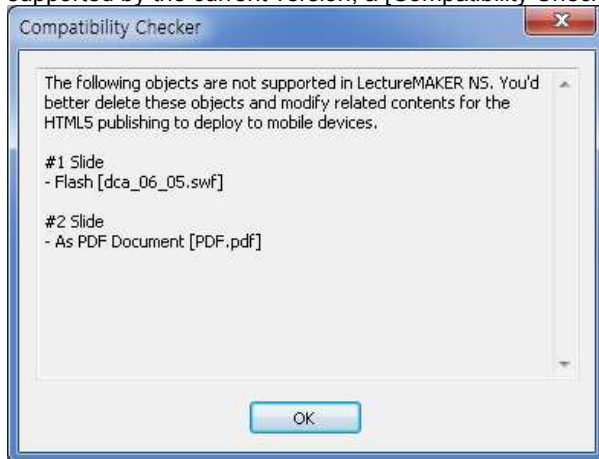 supported by the current version, a [Compatibility Check
Compatibility Checker
The following objects are not supported in LectureMAKER NS. You'd
better delete these objects and modify related contents for the
HTML5 publishing to deploy to mobile devices.
#1 Slide
- Flash [dca_06_05.swf]
#2 Slide
- As PDF Document [PDF.pdf]
OK